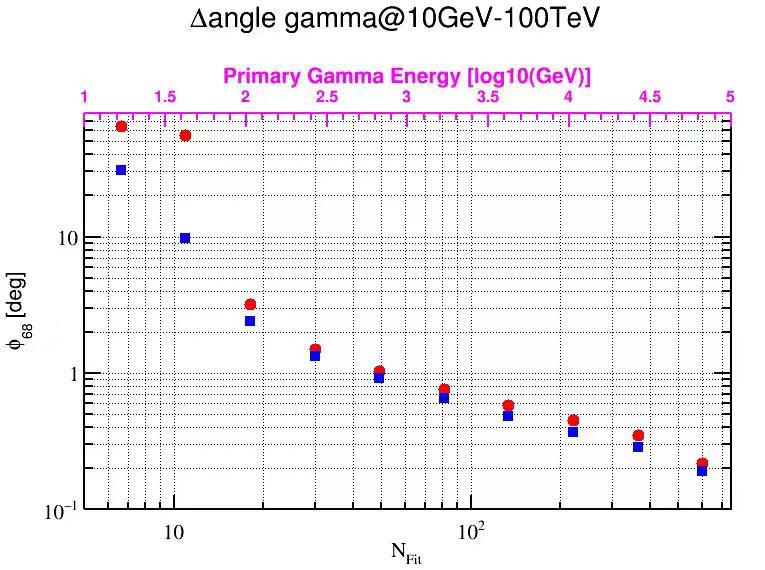 Δangle gamma@10GeV-100TeV
Primary Gamma Energy [log10(GeV)]
1 1.5 2 2.5 3 3.5 4 4.5 5
10
1
10⁻¹
ϕ₆₈ [deg]
10 10²
N_Fit